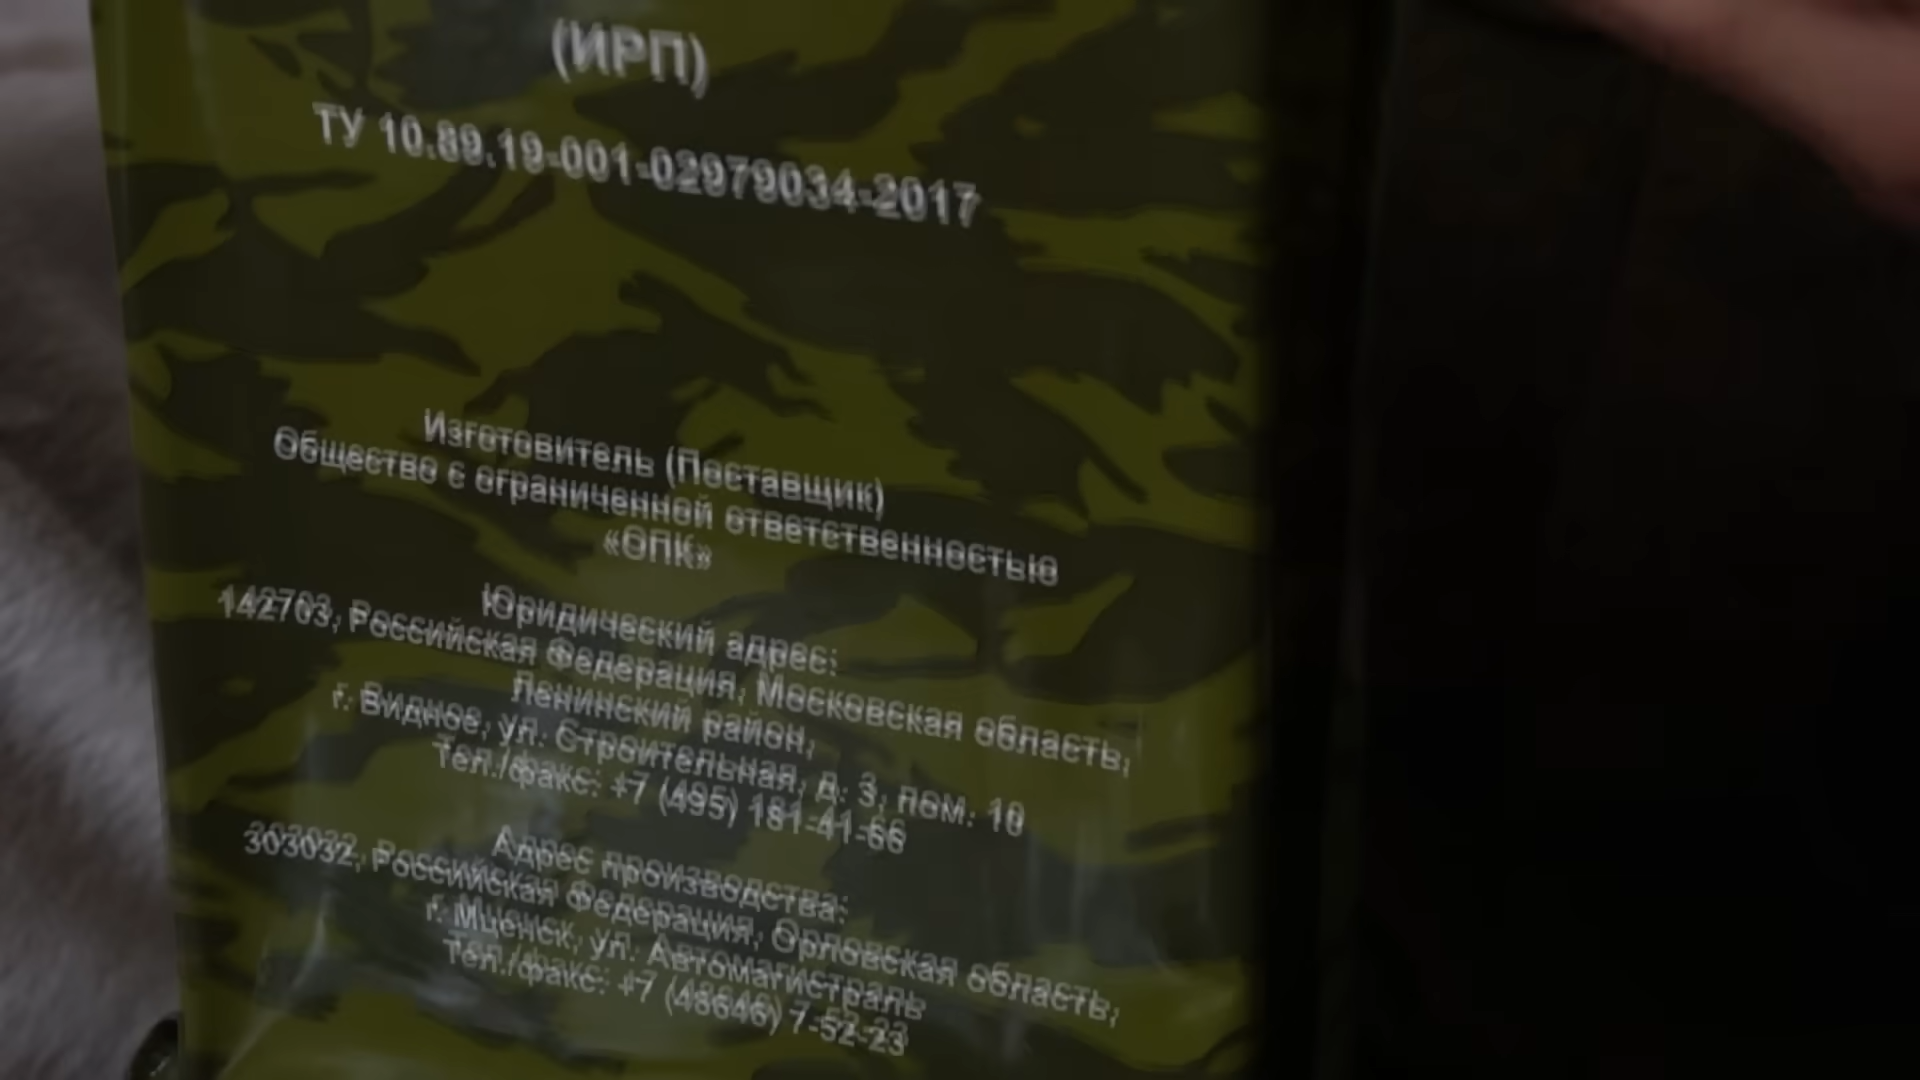 (ИРП)
ТУ 10.89.19-001-02979034-2017
Изготовитель (Поставщик)
Общество с ограниченной ответственностью
«ОПК»
Юридический адрес:
142703, Российская Федерация, Московская область,
Ленинский район,
г. Видное, ул. Строительная, д. 3, пом. 10
Тел./факс: +7 (495) 181-41-66
Адрес производства:
303032, Российская Федерация, Орловская область,
г. Мценск, ул. Автомагистраль
Тел./факс: +7 (48646) 7-52-23